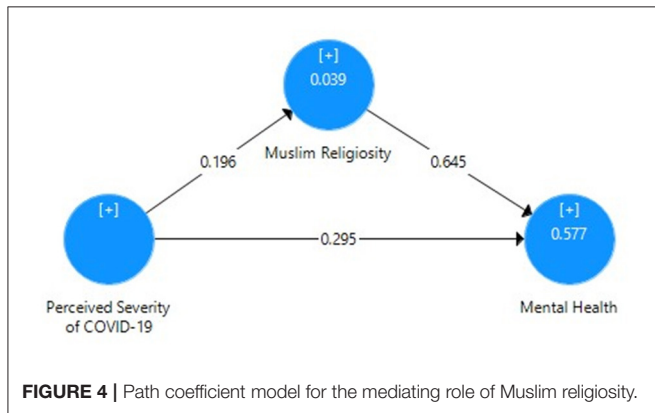 [+]
0.039
Muslim Religiosity
0.196
0.645
[+]
[+]
0.577
0.295
Perceived Severity
of COVID-19
Mental Health
FIGURE 4 | Path coefficient model for the mediating role of Muslim religiosity.